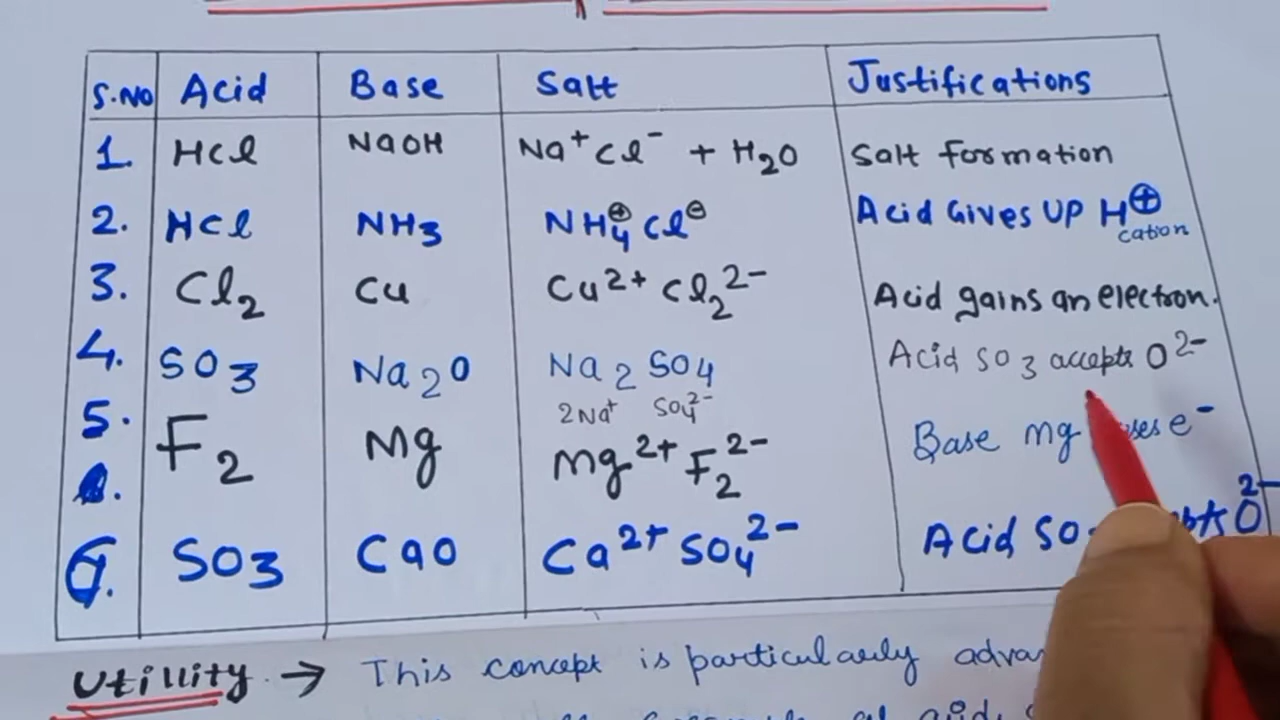 S.No Acid Base Salt Justifications
1. HCl NaOH Na⁺Cl⁻ + H₂O Salt formation
2. HCl NH₃ NH₄⊕Cl⊖ Acid Gives UP H⊕
cation
3. Cl₂ Cu Cu²⁺ Cl₂²⁻ Acid gains an electron.
4. SO₃ Na₂O Na₂SO₄ Acid SO₃ accepts O²⁻
2Na⁺ SO₄²⁻
5. F₂ Mg Mg²⁺F₂²⁻ Base Mg e⁻
SO₃ CaO Ca²⁺SO₄²⁻ Acid O²⁻
Utillity → This concept is particularly